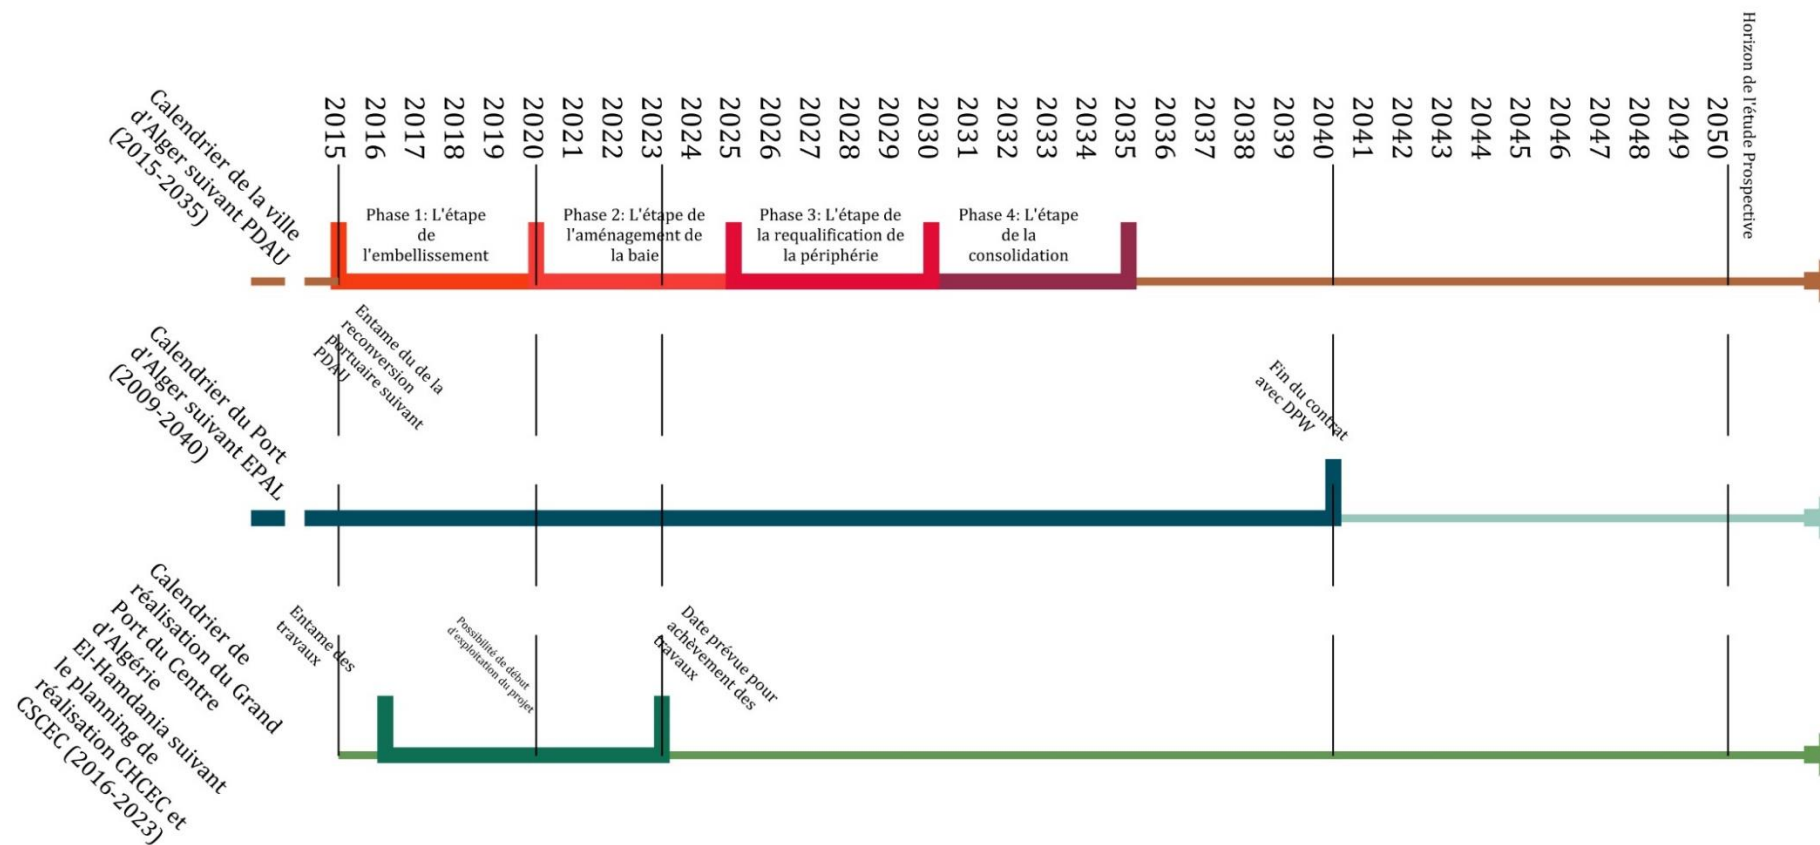 Horizon de l'étude Prospective
2015
2016
2017
2018
2019
2020
2021
2022
2023
2024
2025
2026
2027
2028
2029
2030
2031
2032
2033
2034
2035
2036
2037
2038
2039
2040
2041
2042
2043
2044
2045
2046
2047
2048
2049
2050
Calendrier de la ville
d'Alger suivant PDAU
(2015-2035)
Phase 1: L'étape
de
l'embellissement
Phase 2: L'étape de
l'aménagement de
la baie
Phase 3: L'étape de
la requalification de
la périphérie
Phase 4: L'étape
de la
consolidation
Entame du de la
reconversion
portuaire suivant
PDAU
Calendrier du Port
d'Alger suivant EPAL
(2009-2040)
Fin du contrat
avec DPW
Calendrier de
réalisation du Grand
Port du Centre
d'Algérie
El-Hamdania suivant
le planning de
réalisation CHCEC et
CSCEC (2016-2023)
Entame des
travaux
Possibilité de début
d'exploitation du projet
Date prévue pour
achèvement des
travaux